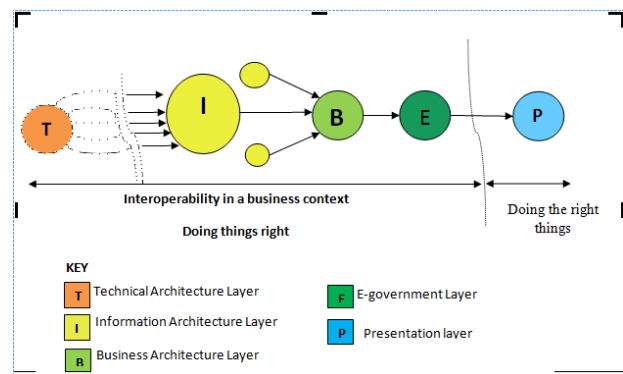 T
I
B
E
P
Interoperability in a business context
Doing things right
Doing the right
things
KEY
T Technical Architecture Layer
I Information Architecture Layer
B Business Architecture Layer
E E-government Layer
P Presentation layer